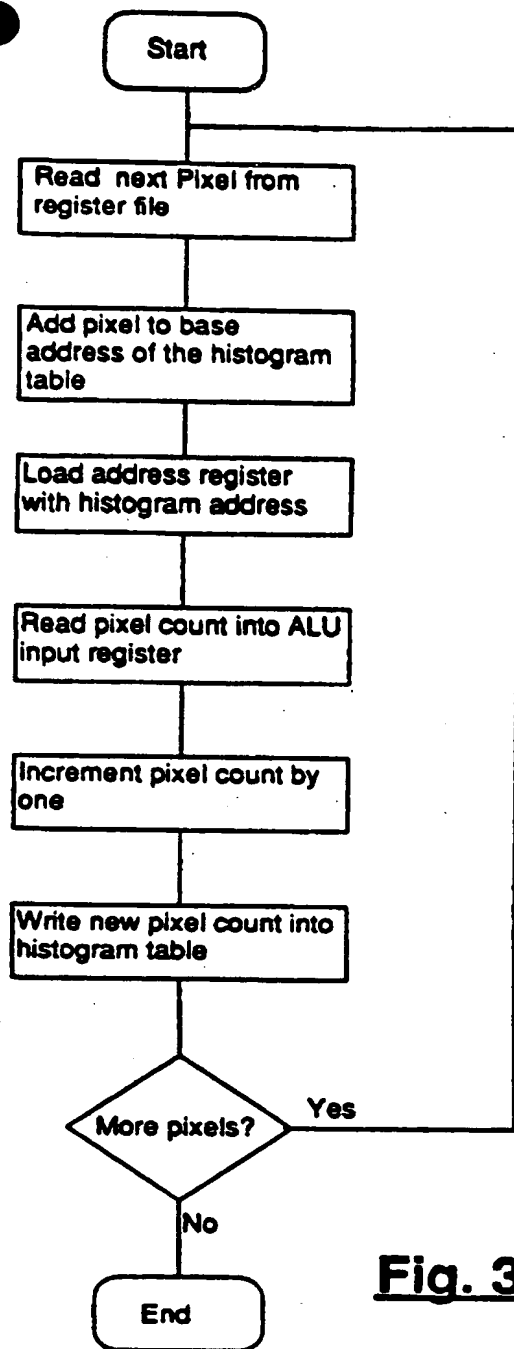 Start
Read next Pixel from
register file
Add pixel to base
address of the histogram
table
Load address register
with histogram address
Read pixel count into ALU
input register
Increment pixel count by
one
Write new pixel count into
histogram table
More pixels?
Yes
No
End
Fig. 3